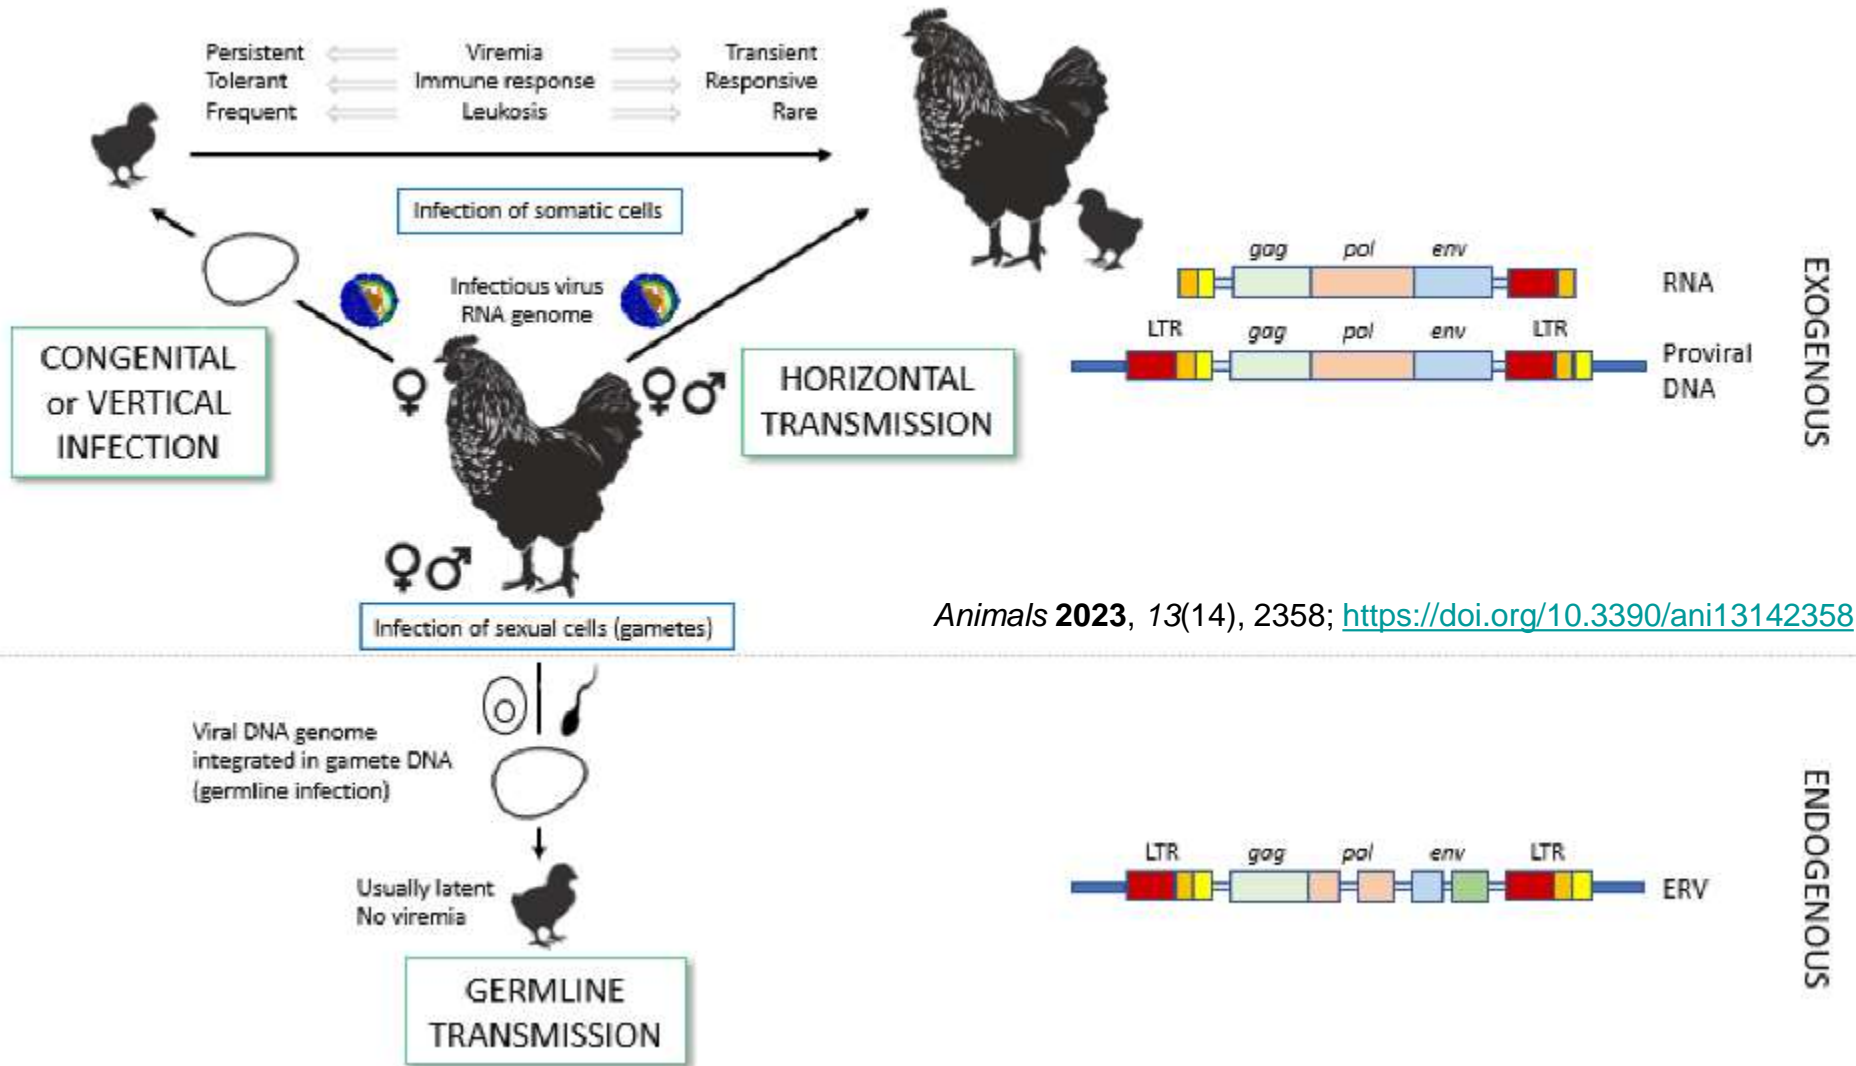 Persistent Viremia Transient
Tolerant Immune response Responsive
Frequent Leukosis Rare
Infection of somatic cells
Infectious virus
RNA genome
CONGENITAL
or VERTICAL
INFECTION
♀
♀♂
HORIZONTAL
TRANSMISSION
gag pol env
RNA
LTR gag pol env LTR
Proviral
DNA
EXOGENOUS
♀♂
Infection of sexual cells (gametes)
Animals 2023, 13(14), 2358; https://doi.org/10.3390/ani13142358
Viral DNA genome
integrated in gamete DNA
(germline infection)
Usually latent
No viremia
GERMLINE
TRANSMISSION
LTR gag pol env LTR
ERV
ENDOGENOUS